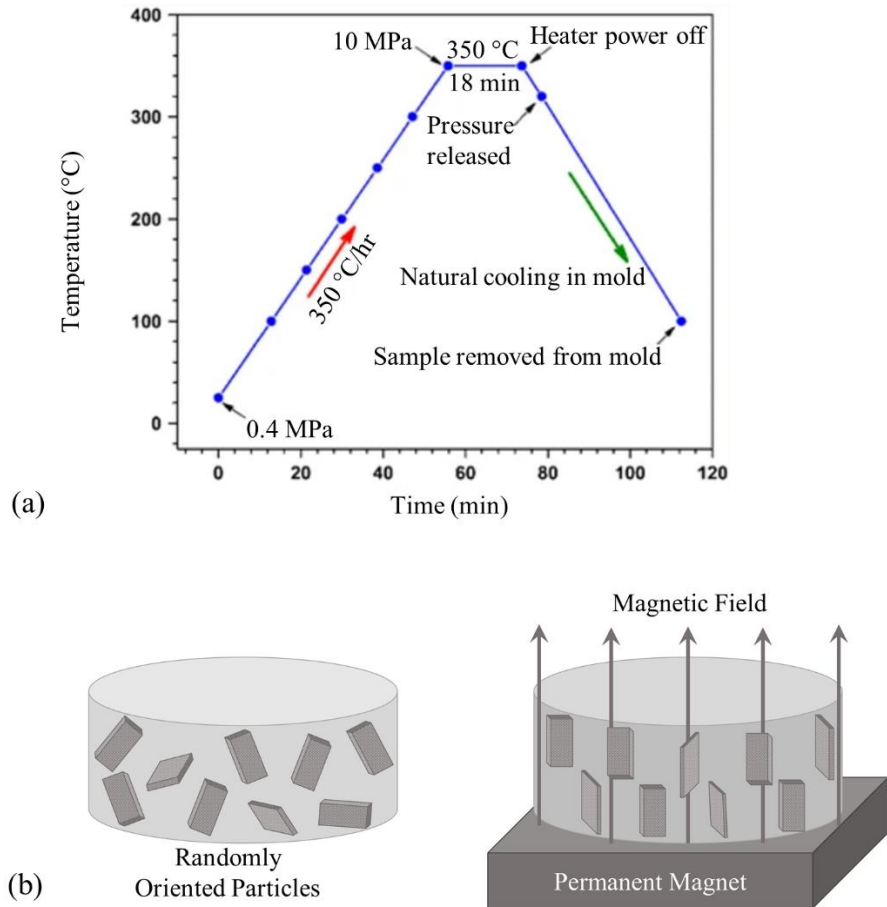 400
10 MPa
350 °C
Heater power off
18 min
300
Pressure
released
Temperature (°C)
200
350 °C/hr
Natural cooling in mold
100
Sample removed from mold
0
0.4 MPa
0 20 40 60 80 100 120
(a)
Time (min)
Magnetic Field
Randomly
Oriented Particles
(b)
Permanent Magnet